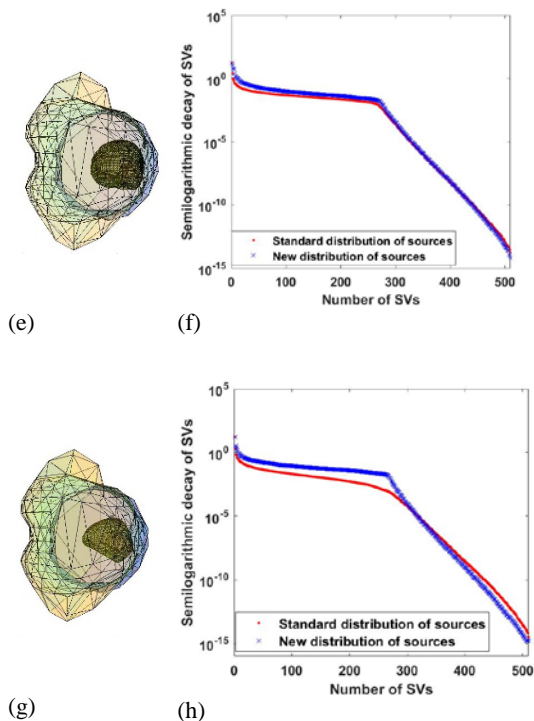 10^5
10^0
10^-5
10^-10
10^-15
Semilogarithmic decay of SVs
Standard distribution of sources
New distribution of sources
0 100 200 300 400 500
Number of SVs
(e) (f)
10^5
10^0
10^-5
10^-10
10^-15
Semilogarithmic decay of SVs
Standard distribution of sources
New distribution of sources
0 100 200 300 400 500
Number of SVs
(g) (h)